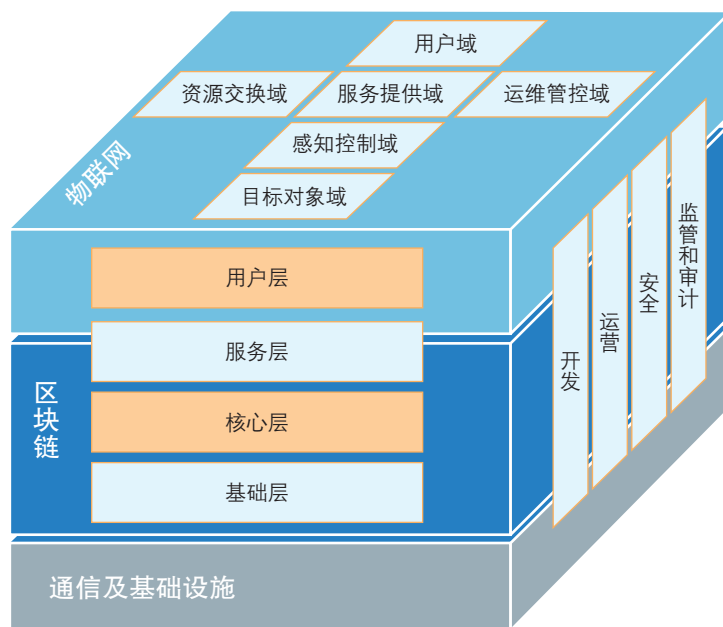 用户域
资源交换域
服务提供域
运维管控域
感知控制域
目标对象域
物联网
用户层
服务层
核心层
基础层
区块链
通信及基础设施
开发
运营
安全
监管和审计